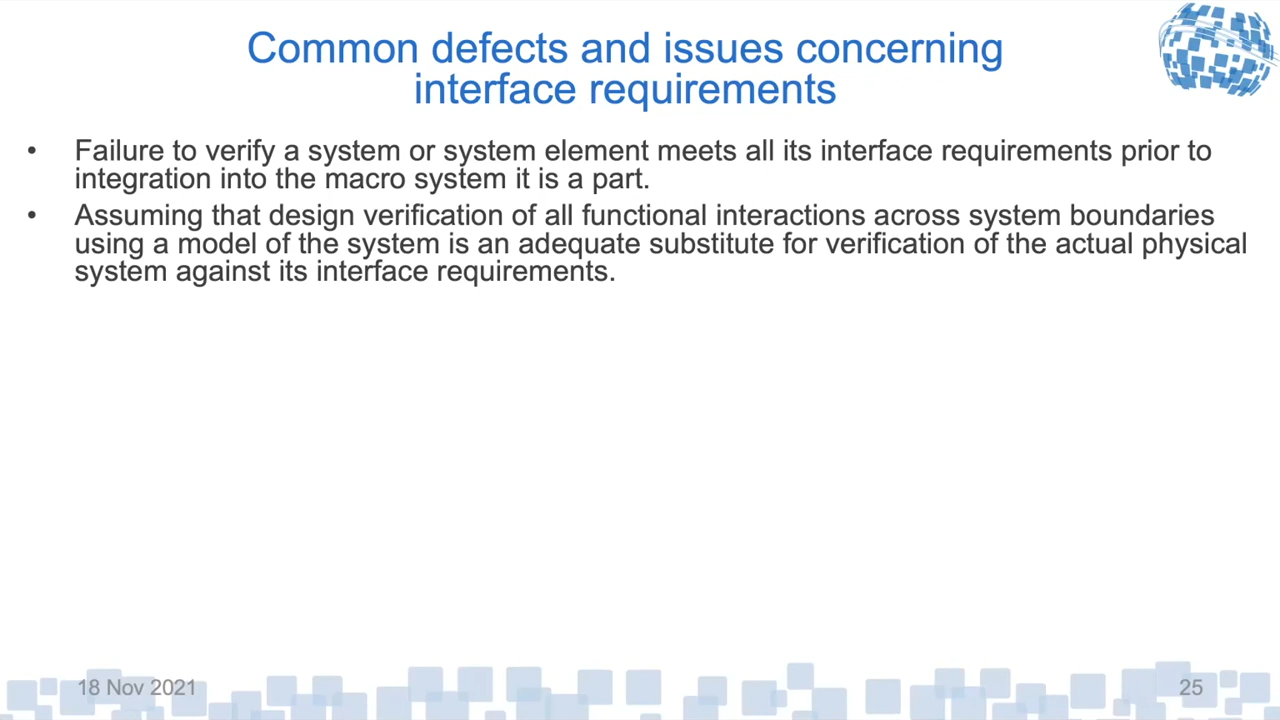 Common defects and issues concerning
interface requirements
• Failure to verify a system or system element meets all its interface requirements prior to
integration into the macro system it is a part.
• Assuming that design verification of all functional interactions across system boundaries
using a model of the system is an adequate substitute for verification of the actual physical
system against its interface requirements.
18 Nov 2021
25